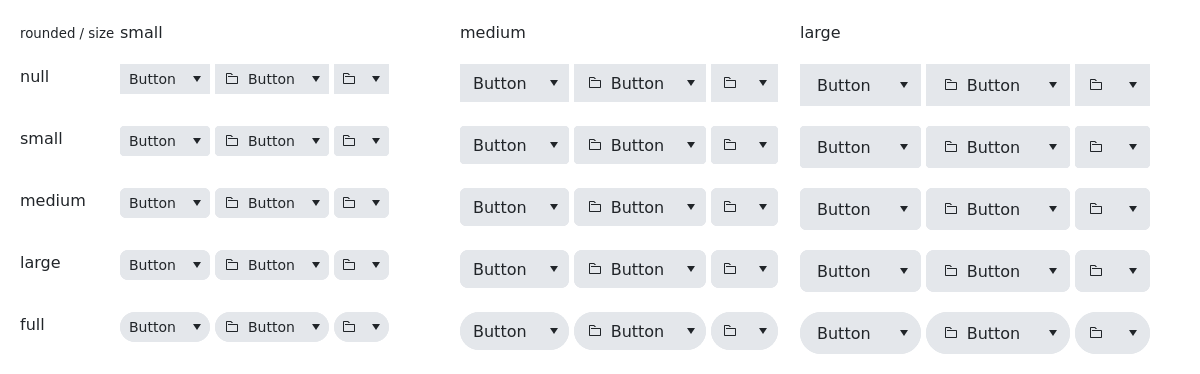 rounded / size small medium large
null Button Button Button Button Button Button
small Button Button Button Button Button Button
medium Button Button Button Button Button Button
large Button Button Button Button Button Button
full Button Button Button Button Button Button